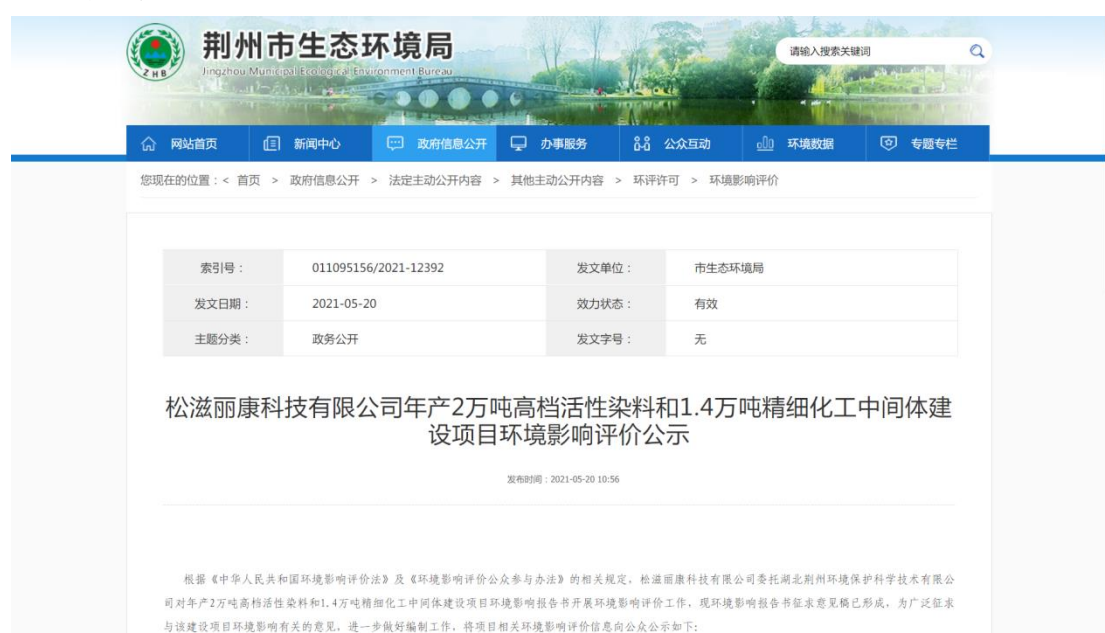 荆州市生态环境局
Jingzhou Municipal Ecological Environment Bureau
ZHB
请输入搜索关键词
网站首页 新闻中心 政府信息公开 办事服务 公众互动 环境数据 专题专栏
您现在的位置：< 首页 > 政府信息公开 > 法定主动公开内容 > 其他主动公开内容 > 环评许可 > 环境影响评价
索引号： 011095156/2021-12392 发文单位： 市生态环境局
发文日期： 2021-05-20 效力状态： 有效
主题分类： 政务公开 发文字号： 无
松滋丽康科技有限公司年产2万吨高档活性染料和1.4万吨精细化工中间体建
设项目环境影响评价公示
发布时间：2021-05-20 10:56
根据《中华人民共和国环境影响评价法》及《环境影响评价公众参与办法》的相关规定，松滋丽康科技有限公司委托湖北荆州环境保护科学技术有限公
司对年产2万吨高档活性染料和1.4万吨精细化工中间体建设项目环境影响报告书开展环境影响评价工作，现环境影响报告书征求意见稿已形成，为广泛征求
与该建设项目环境影响有关的意见，进一步做好编制工作，将项目相关环境影响评价信息向公众公示如下：